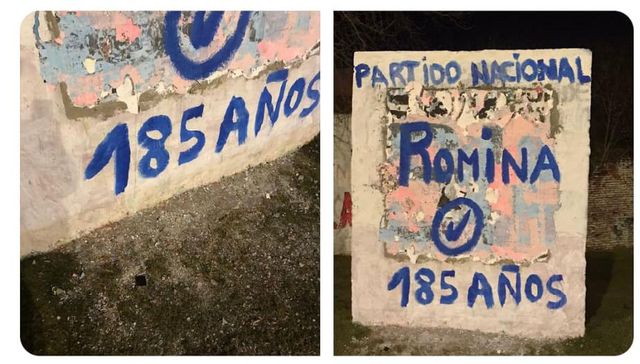 185 AÑOS
PARTIDO NACIONAL
ROMINA
185 AÑOS